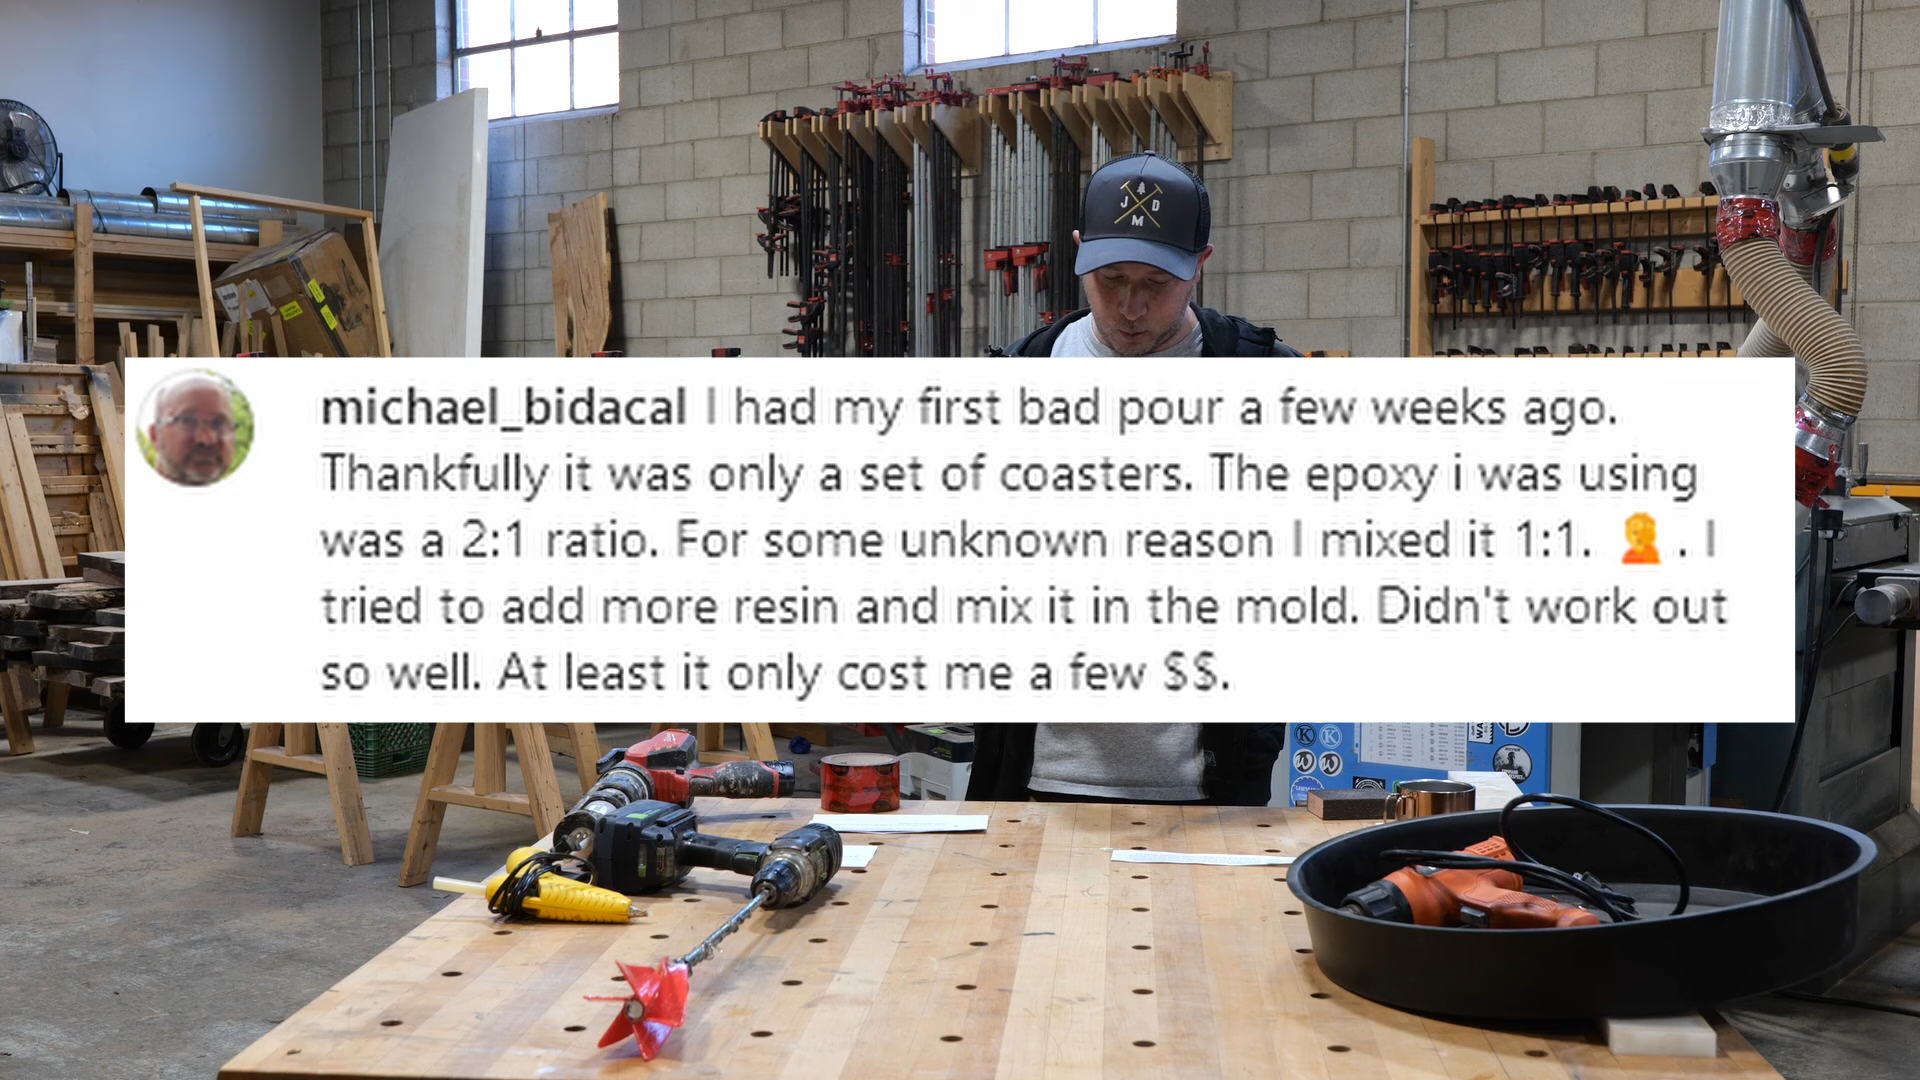 J D
M
michael_bidacal I had my first bad pour a few weeks ago.
Thankfully it was only a set of coasters. The epoxy i was using
was a 2:1 ratio. For some unknown reason I mixed it 1:1. 🤦. I
tried to add more resin and mix it in the mold. Didn't work out
so well. At least it only cost me a few $$.